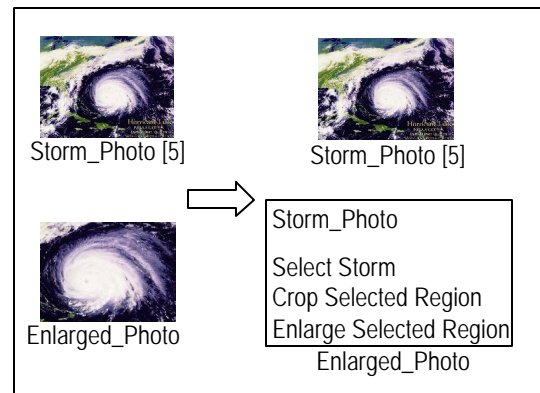 Storm_Photo [5]
Storm_Photo [5]
Enlarged_Photo
Storm_Photo
Select Storm
Crop Selected Region
Enlarge Selected Region
Enlarged_Photo